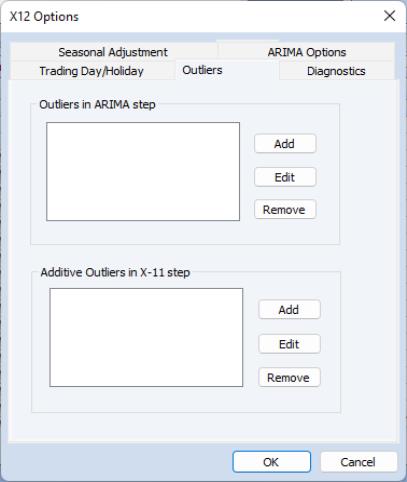 X12 Options
Seasonal Adjustment
ARIMA Options
Trading Day/Holiday
Outliers
Diagnostics
Outliers in ARIMA step
Add
Edit
Remove
Additive Outliers in X-11 step
Add
Edit
Remove
OK
Cancel